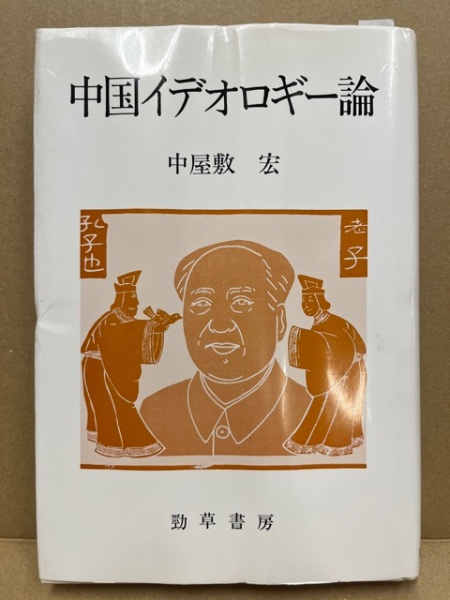 中国イデオロギー論
中屋敷 宏
孔子也
老子
勁草書房